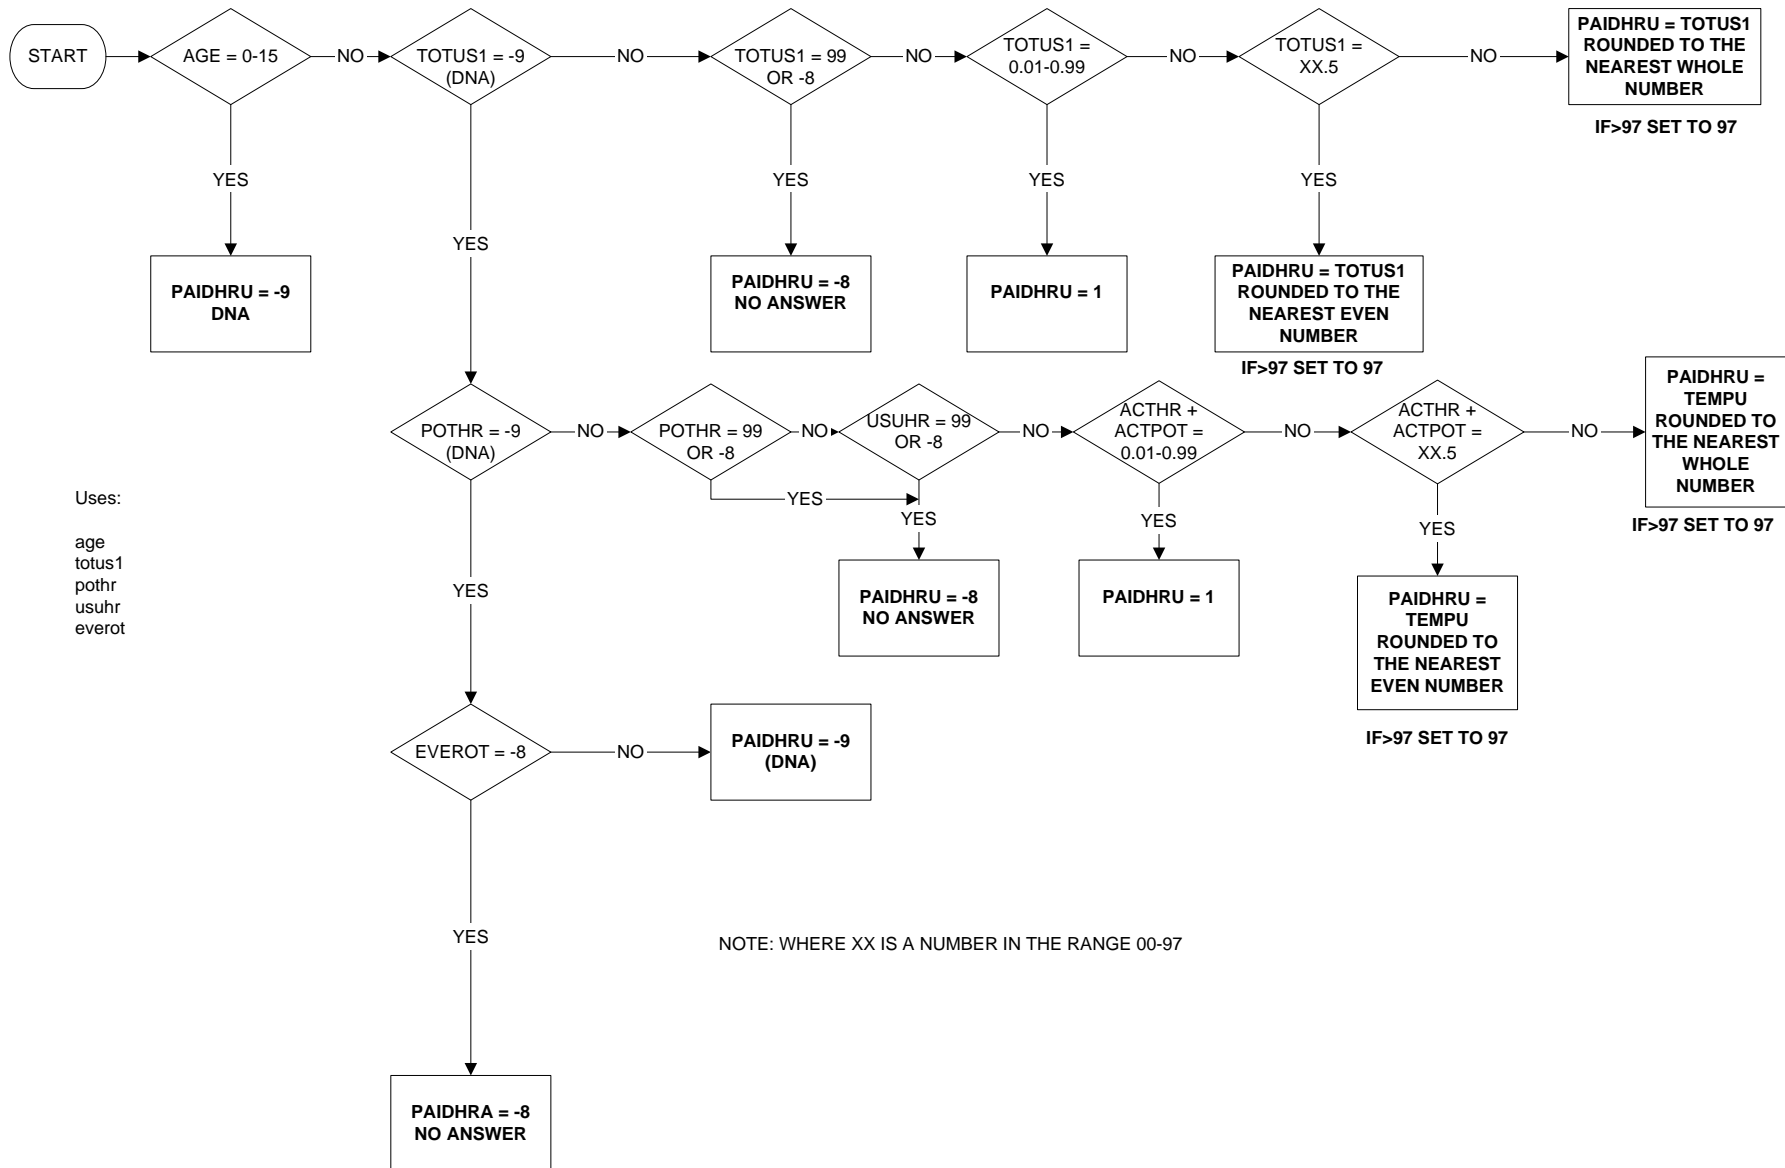 START
AGE = 0-15
NO
TOTUS1 = -9
(DNA)
NO
TOTUS1 = 99
OR -8
NO
TOTUS1 =
0.01-0.99
NO
TOTUS1 =
XX.5
NO
PAIDHRU = TOTUS1
ROUNDED TO THE
NEAREST WHOLE
NUMBER
IF>97 SET TO 97
YES
YES
YES
YES
YES
PAIDHRU = -9
DNA
PAIDHRU = -8
NO ANSWER
PAIDHRU = 1
PAIDHRU = TOTUS1
ROUNDED TO THE
NEAREST EVEN
NUMBER
IF>97 SET TO 97
POTHR = -9
(DNA)
NO
POTHR = 99
OR -8
NO
USUHR = 99
OR -8
NO
ACTHR +
ACTPOT =
0.01-0.99
NO
ACTHR +
ACTPOT =
XX.5
NO
PAIDHRU =
TEMPU
ROUNDED TO
THE NEAREST
WHOLE
NUMBER
IF>97 SET TO 97
YES
YES
YES
YES
YES
PAIDHRU = -8
NO ANSWER
PAIDHRU = 1
PAIDHRU =
TEMPU
ROUNDED TO
THE NEAREST
EVEN NUMBER
IF>97 SET TO 97
Uses:
age
totus1
pothr
usuhr
everot
EVEROT = -8
NO
PAIDHRU = -9
(DNA)
YES
NOTE: WHERE XX IS A NUMBER IN THE RANGE 00-97
PAIDHRA = -8
NO ANSWER